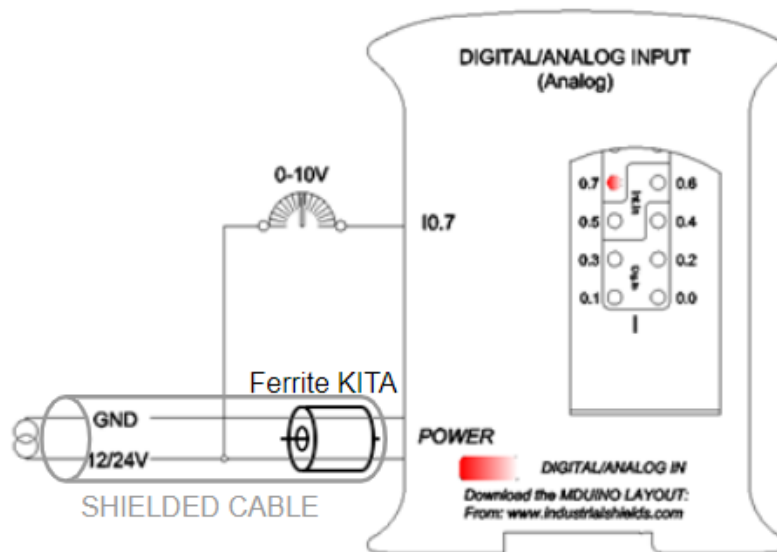 DIGITAL/ANALOG INPUT
(Analog)
0-10V
I0.7
0.7
0.6
0.5
0.4
0.3
0.2
0.1
0.0
I
Ferrite KITA
GND
12/24V
POWER
SHIELDED CABLE
DIGITAL/ANALOG IN
Download the MDUINO LAYOUT:
From: www.industrialshields.com